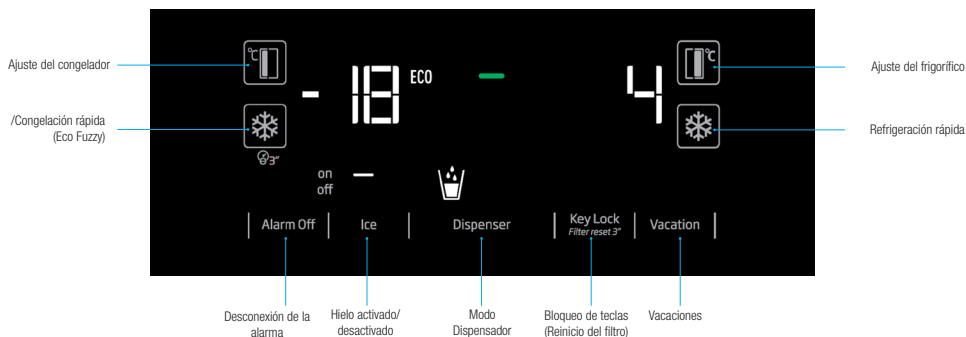 °C
°C
Ajuste del congelador
-18
ECO
4
Ajuste del frigorífico
/Congelación rápida
(Eco Fuzzy)
Refrigeración rápida
3"
on
off
Alarm Off
Ice
Dispenser
Key Lock
Filter reset 3"
Vacation
Desconexión de la
alarma
Hielo activado/
desactivado
Modo
Dispensador
Bloqueo de teclas
(Reinicio del filtro)
Vacaciones